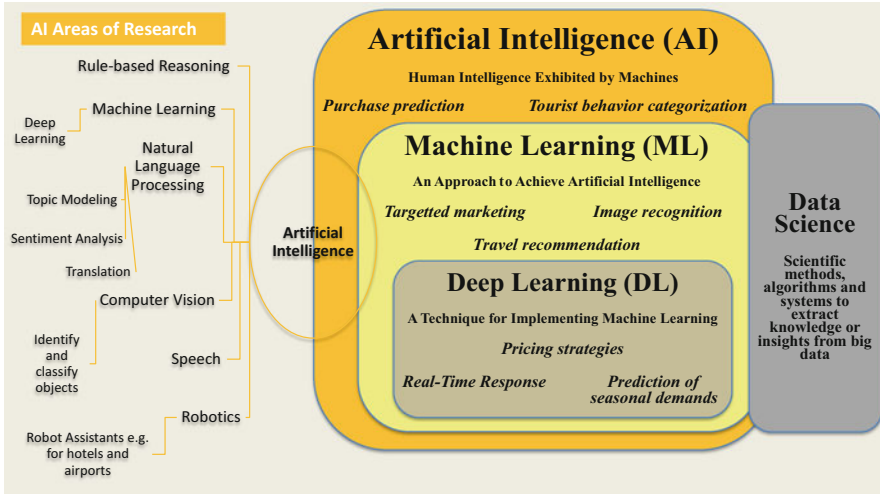 AI Areas of Research
Rule-based Reasoning
Machine Learning
Deep
Learning
Natural
Language
Processing
Topic Modeling
Sentiment Analysis
Translation
Computer Vision
Identify
and
classify
objects
Speech
Robotics
Robot Assistants e.g.
for hotels and
airports
Artificial
Intelligence
Artificial Intelligence (AI)
Human Intelligence Exhibited by Machines
Purchase prediction
Tourist behavior categorization
Machine Learning (ML)
An Approach to Achieve Artificial Intelligence
Targetted marketing
Image recognition
Travel recommendation
Deep Learning (DL)
A Technique for Implementing Machine Learning
Pricing strategies
Real-Time Response
Prediction of
seasonal demands
Data
Science
Scientific
methods,
algorithms and
systems to
extract
knowledge or
insights from big
data